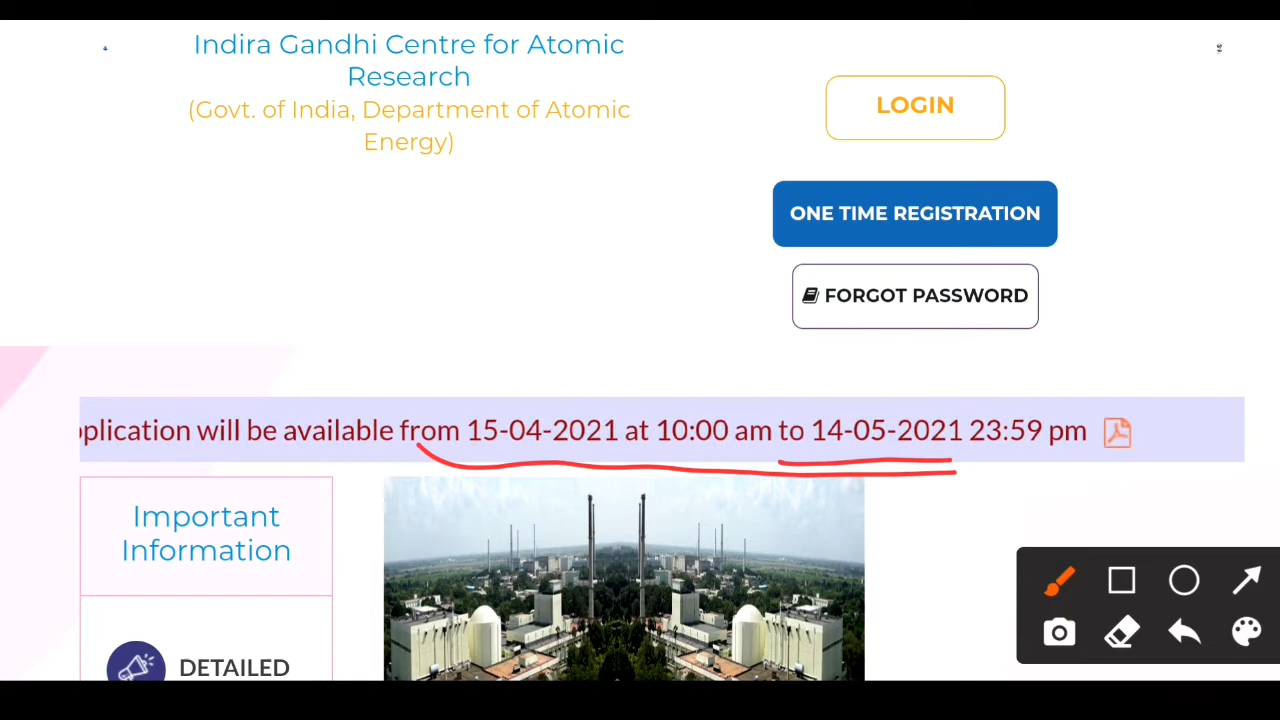 Indira Gandhi Centre for Atomic
Research
(Govt. of India, Department of Atomic
Energy)
LOGIN
ONE TIME REGISTRATION
FORGOT PASSWORD
will be available from 15-04-2021 at 10:00 am to 14-05-2021 23:59 pm
Important
Information
DETAILED